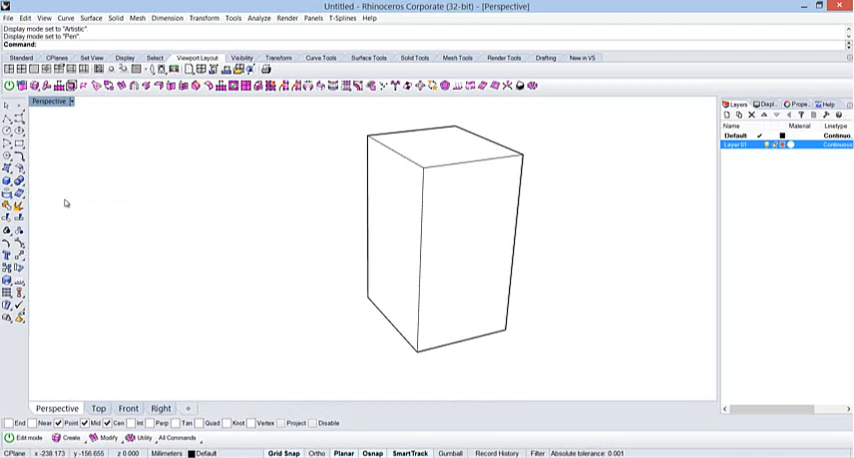 Untitled - Rhinoceros Corporate (32-bit) - [Perspective]
File Edit View Curve Surface Solid Mesh Dimension Transform Tools Analyze Render Panels T-Splines Help
Display mode set to "Artistic".
Display mode set to "Pen".
Command:
Standard CPlanes Set View Display Select Viewport Layout Visibility Transform Curve Tools Surface Tools Solid Tools Mesh Tools Render Tools Drafting New in V5
Perspective
Layers Displ... Prope... Help
Name Material Linetype
Default Continuo...
Layer 01 Continuous
Perspective Top Front Right
End Near Point Mid Cen Int Perp Tan Quad Knot Vertex Project Disable
Edit mode Create Modify Utility All Commands
CPlane x -238.173 y -156.655 z 0.000 Millimeters Default Grid Snap Ortho Planar Osnap SmartTrack Gumball Record History Filter Absolute tolerance: 0.001